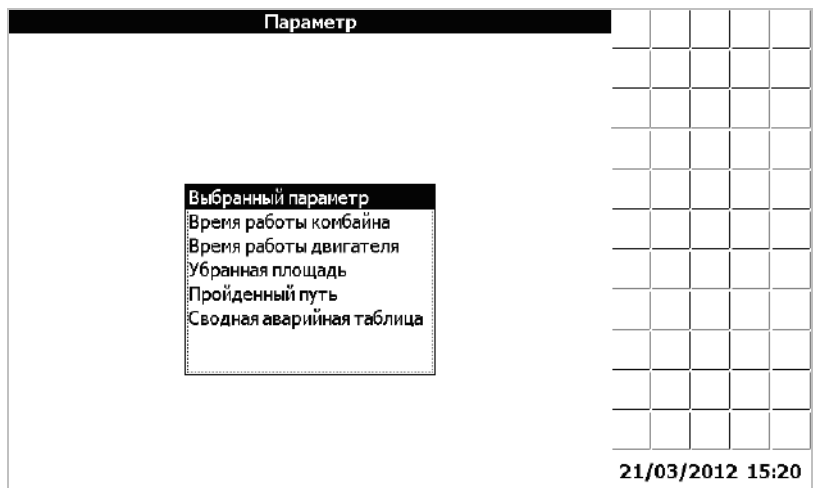 Параметр
Выбранный параметр
Время работы комбайна
Время работы двигателя
Убранная площадь
Пройденный путь
Сводная аварийная таблица
21/03/2012 15:20